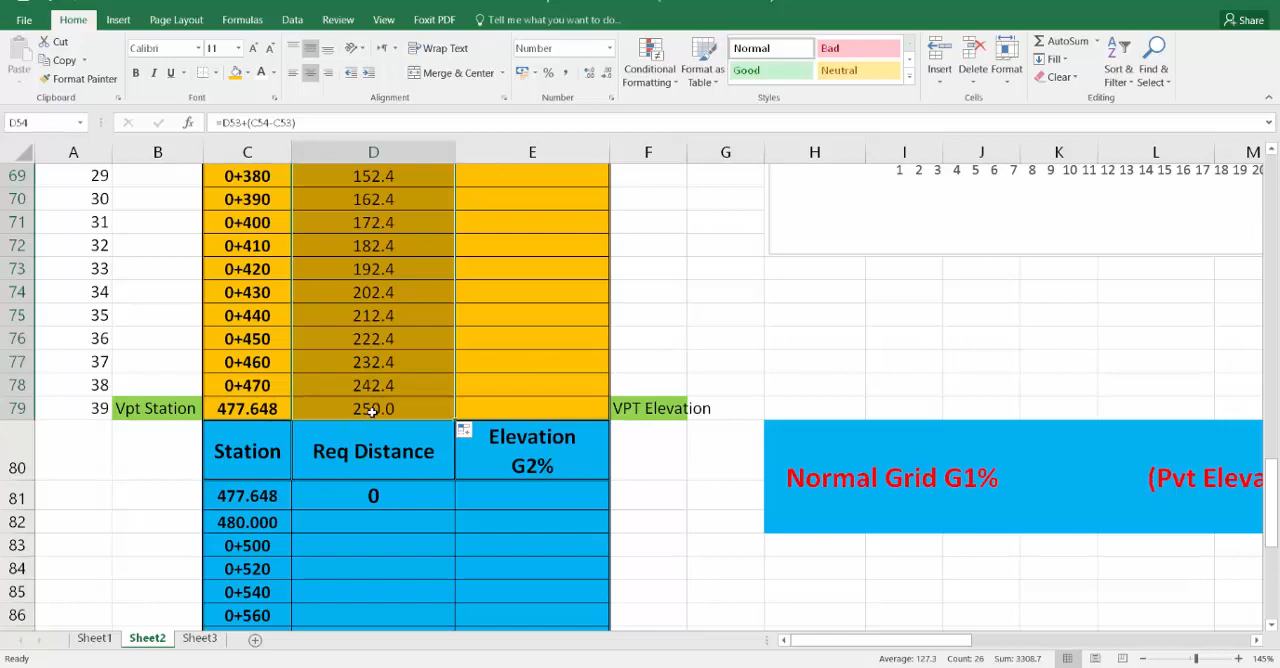 File Home Insert Page Layout Formulas Data Review View Foxit PDF Tell me what you want to do... Share
Paste Cut Copy Format Painter Clipboard
Calibri 11 B I U Font
Wrap Text Merge & Center Alignment
Number % Number
Conditional Formatting Format as Table Normal Bad Good Neutral Styles
Insert Delete Format Cells
AutoSum Fill Clear Sort & Filter Find & Select Editing
D54 fx =D53+(C54-C53)
A B C D E F G H I J K L M
69 29 0+380 152.4 1 2 3 4 5 6 7 8 9 10 11 12 13 14 15 16 17 18 19
70 30 0+390 162.4
71 31 0+400 172.4
72 32 0+410 182.4
73 33 0+420 192.4
74 34 0+430 202.4
75 35 0+440 212.4
76 36 0+450 222.4
77 37 0+460 232.4
78 38 0+470 242.4
79 39 Vpt Station 477.648 250.0 VPT Elevation
80 Station Req Distance Elevation G2% Normal Grid G1% (Pvt Eleva
81 477.648 0
82 480.000
83 0+500
84 0+520
85 0+540
86 0+560
Sheet1 Sheet2 Sheet3
Ready Average: 127.3 Count: 26 Sum: 3308.7 145%